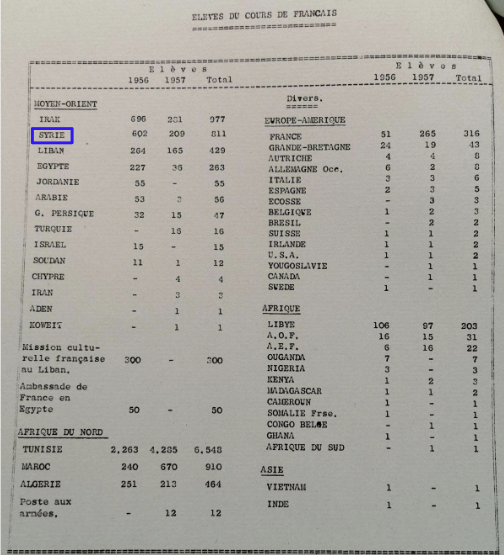 ELEVES DU COURS DE FRANCAIS
Elèves
1956 1957 Total
MOYEN-ORIENT
IRAK 696 281 977
SYRIE 602 209 811
LIBAN 264 165 429
EGYPTE 227 36 263
JORDANIE 55 - 55
ARABIE 53 3 56
G. PERSIQUE 32 15 47
TURQUIE - 16 16
ISRAEL 15 - 15
SOUDAN 11 1 12
CHYPRE - 4 4
IRAN - 3 3
ADEN - 1 1
KOWEIT - 1 1
Mission cultu-
relle française 300 - 300
au Liban.
Ambassade de
France en
Egypte 50 - 50
AFRIQUE DU NORD
TUNISIE 2.263 4.285 6.548
MAROC 240 670 910
ALGERIE 251 213 464
Poste aux
armées. - 12 12
Elèves
1956 1957 Total
Divers.
EUROPE-AMERIQUE
FRANCE 51 265 316
GRANDE-BRETAGNE 24 19 43
AUTRICHE 4 4 8
ALLEMAGNE Occ. 6 2 8
ITALIE 3 3 6
ESPAGNE 2 3 5
ECOSSE - 3 3
BELGIQUE 1 2 3
BRESIL - 2 2
SUISSE 1 1 2
IRLANDE 1 1 2
U.S.A. 1 1 2
YOUGOSLAVIE - 1 1
CANADA - 1 1
SUEDE 1 - 1
AFRIQUE
LIBYE 106 97 203
A.O.F. 16 15 31
A.E.F. 6 16 22
OUGANDA 7 - 7
NIGERIA 3 - 3
KENYA 1 2 3
MADAGASCAR 1 1 2
CAMEROUN 1 - 1
SOMALIE Frse. 1 - 1
CONGO BELGE - 1 1
GHANA 1 - 1
AFRIQUE DU SUD - 1 1
ASIE
VIETNAM 1 - 1
INDE 1 - 1